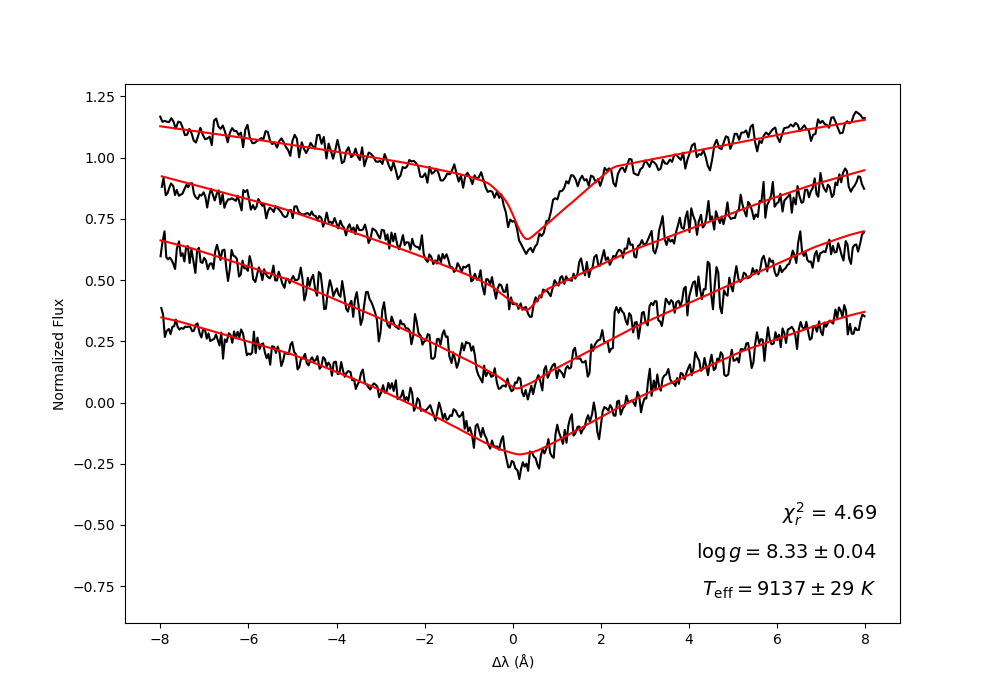 1.25
1.00
0.75
0.50
0.25
0.00
−0.25
−0.50
−0.75
Normalized Flux
χ²ᵣ = 4.69
log g = 8.33 ± 0.04
T_eff = 9137 ± 29 K
−8 −6 −4 −2 0 2 4 6 8
Δλ (Å)